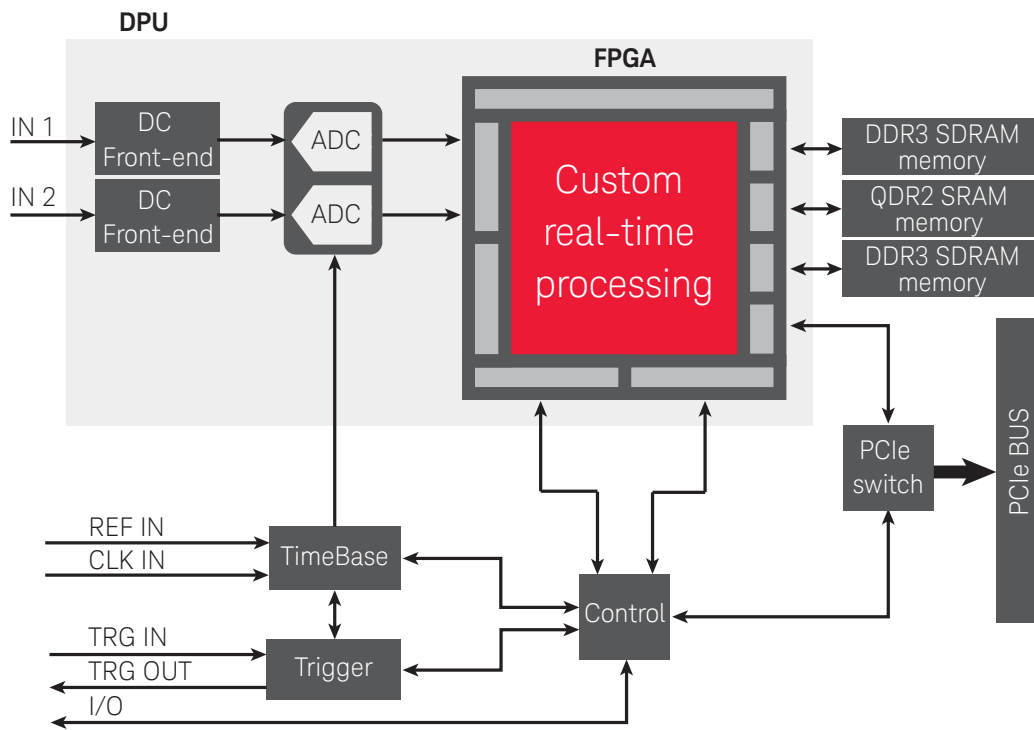 DPU
FPGA
IN 1
DC
Front-end
ADC
IN 2
DC
Front-end
ADC
Custom
real-time
processing
DDR3 SDRAM
memory
QDR2 SRAM
memory
DDR3 SDRAM
memory
PCIe
switch
PCIe BUS
REF IN
CLK IN
TimeBase
Control
TRG IN
TRG OUT
Trigger
I/O